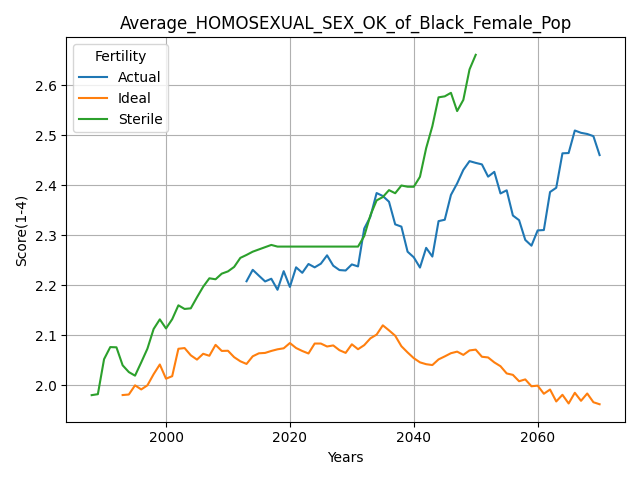 Average_HOMOSEXUAL_SEX_OK_of_Black_Female_Pop
Fertility
Actual
Ideal
Sterile
Score(1-4)
2.6
2.5
2.4
2.3
2.2
2.1
2.0
2000
2020
2040
2060
Years